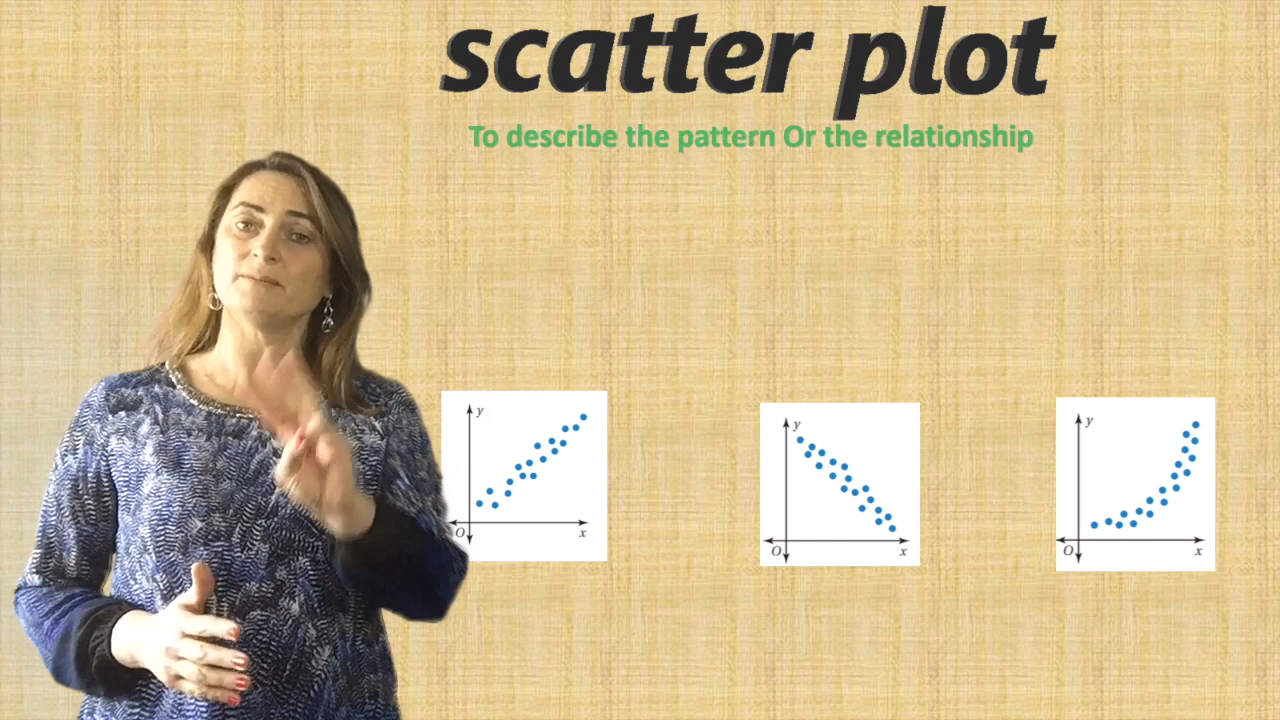 scatter plot
To describe the pattern Or the relationship
y
O
x
y
O
x
y
O
x